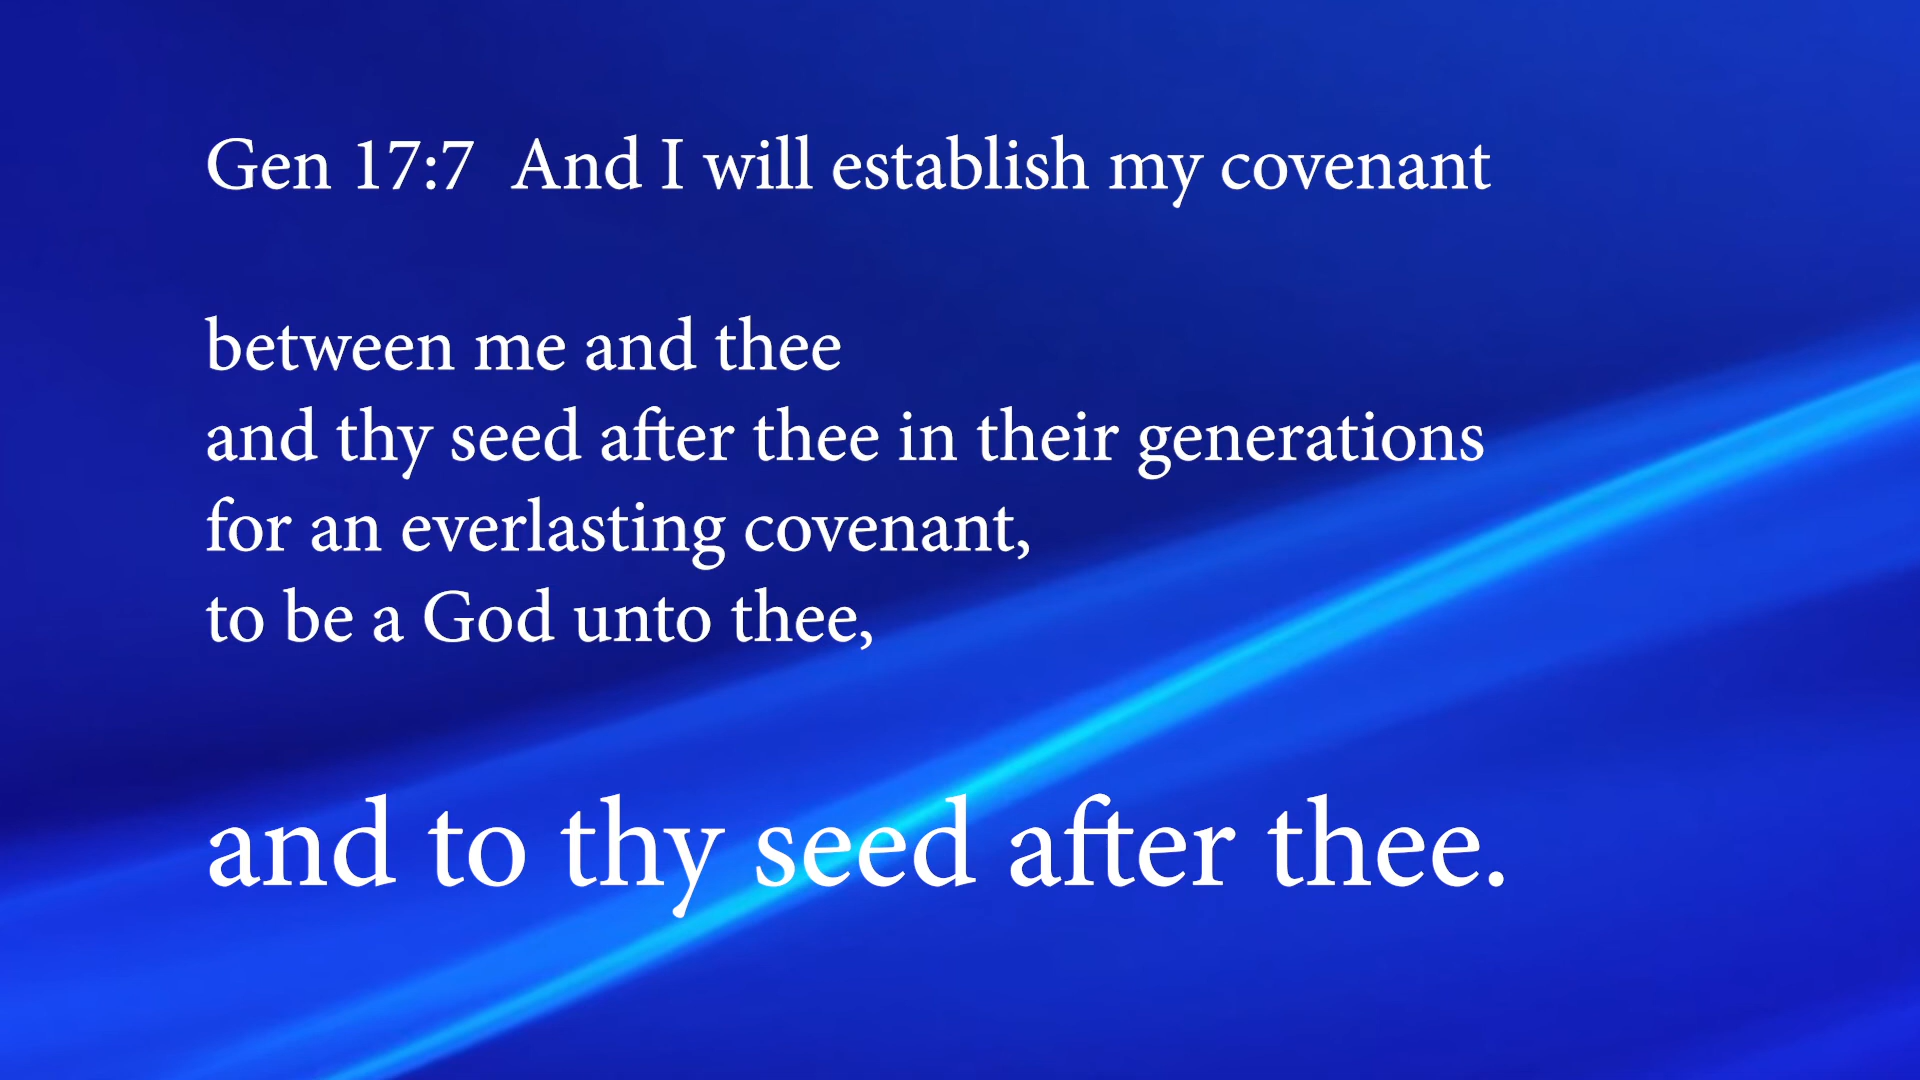 Gen 17:7  And I will establish my covenant
between me and thee
and thy seed after thee in their generations
for an everlasting covenant,
to be a God unto thee,
and to thy seed after thee.